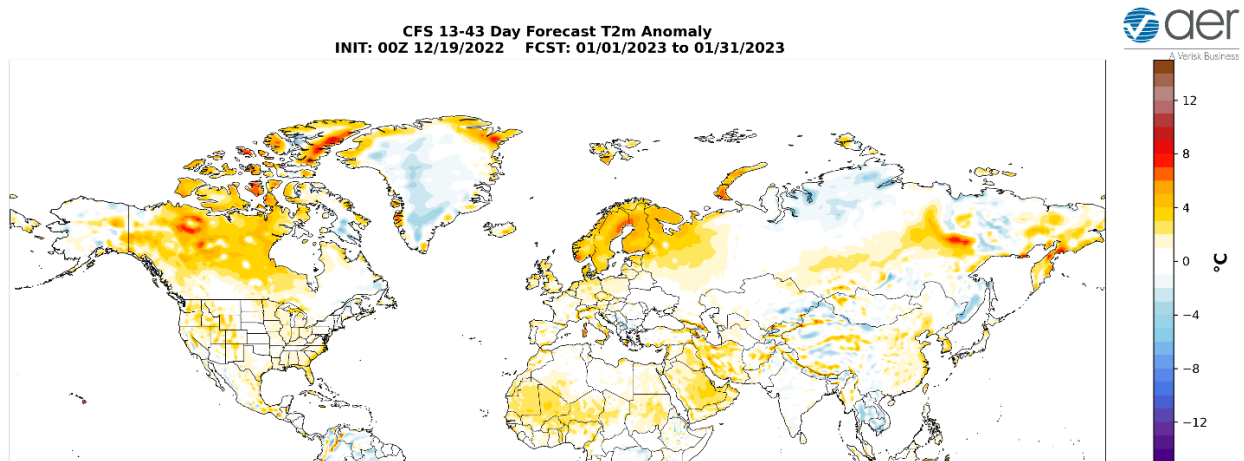 CFS 13-43 Day Forecast T2m Anomaly
INIT: 00Z 12/19/2022    FCST: 01/01/2023 to 01/31/2023
aer
A Verisk Business
12
8
4
0
−4
−8
−12
°C